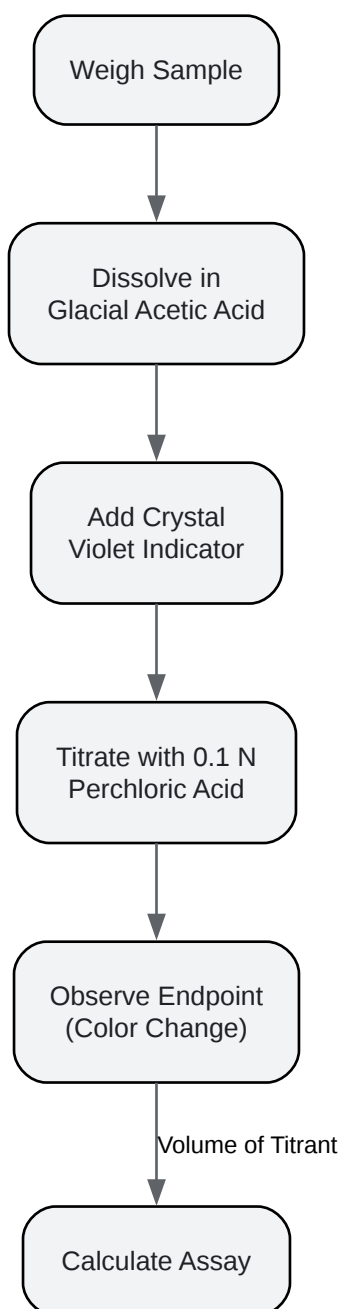 Weigh Sample
Dissolve in
Glacial Acetic Acid
Add Crystal
Violet Indicator
Titrate with 0.1 N
Perchloric Acid
Observe Endpoint
(Color Change)
Volume of Titrant
Calculate Assay